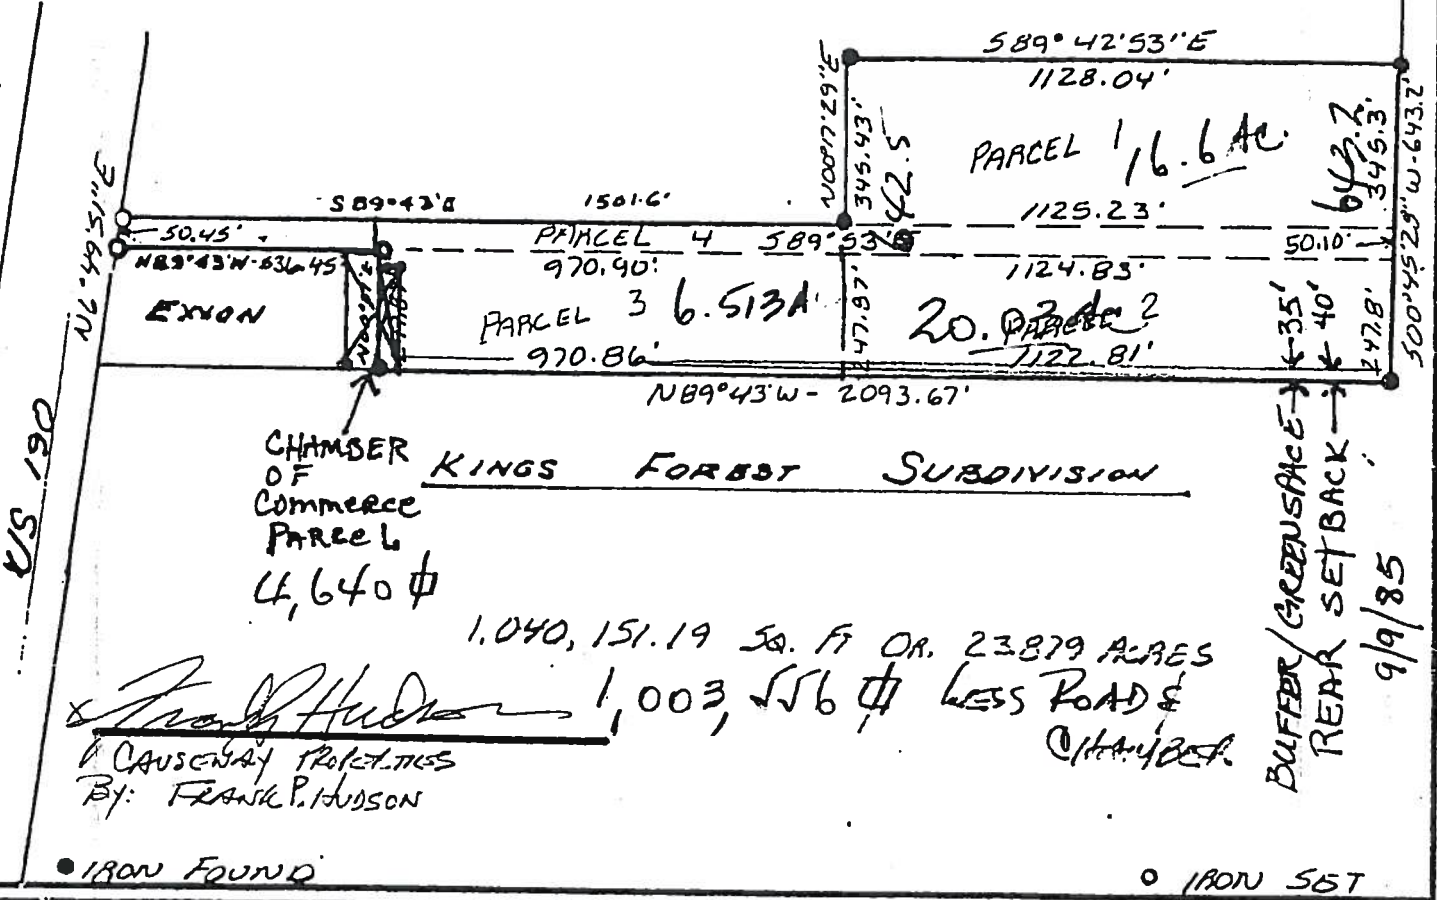 S89°42'53"E
1128.04'
N00°17'29"E
345.43'
42.5
PARCEL 1
16.6 AC.
643.2
345.3'
S00°45'29"W-643.2'
N6°49'51"E
S89°43'E
1501.6'
1125.23'
50.45'
PARCEL 4
S89°53'E
50.10'
N89°43'W-536.45'
970.90'
1124.83'
EXXON
PARCEL 3
6.513A
247.87'
20.03 Ac
PARCEL 2
35'
40'
247.8'
970.86'
1122.81'
N89°43'W - 2093.67'
US 190
CHAMBER
OF
Commerce
PARCEL
4,640 ⏍
KINGS FOREST SUBDIVISION
BUFFER/GREENSPACE
REAR SETBACK
9/9/85
1,040,151.19 SQ. FT OR. 23.879 ACRES
1,003,556 ⏍ LESS ROAD &
CHAMBER
x Frank P. Hudson
CAUSEWAY PROPERTIES
BY: FRANK P. HUDSON
IRON FOUND
IRON SET